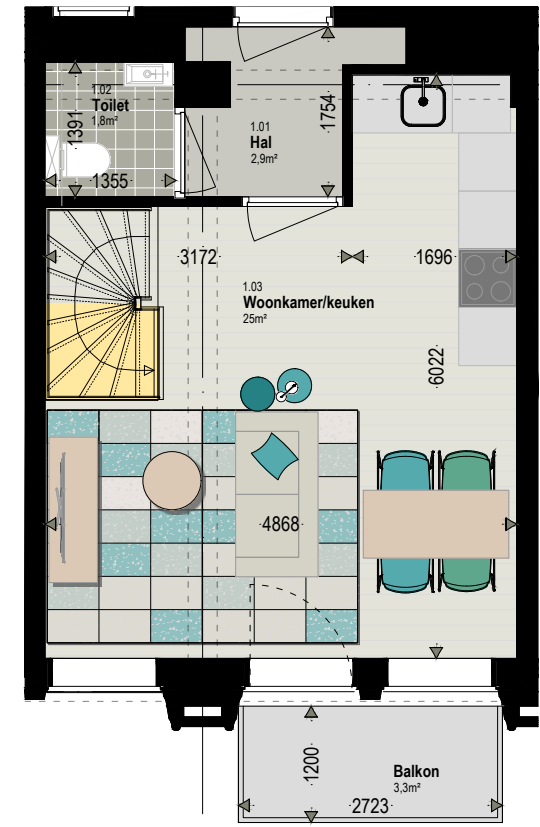 1.02
Toilet
1,8m²
1391
1355
1.01
Hal
2,9m²
1754
3172
1696
1.03
Woonkamer/keuken
25m²
6022
4868
1200
Balkon
3,3m²
2723